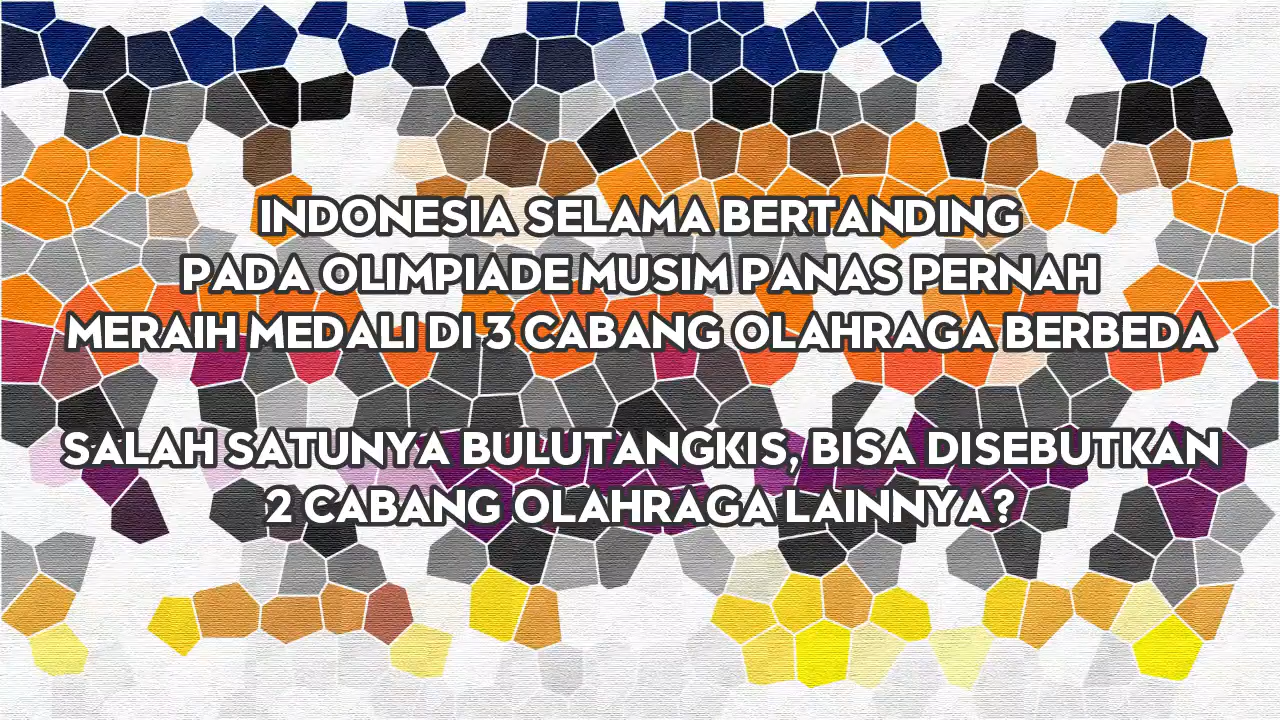 INDONESIA SELAMA BERTANDING
PADA OLIMPIADE MUSIM PANAS PERNAH
MERAIH MEDALI DI 3 CABANG OLAHRAGA BERBEDA
SALAH SATUNYA BULUTANGKIS, BISA DISEBUTKAN
2 CABANG OLAHRAGA LAINNYA?